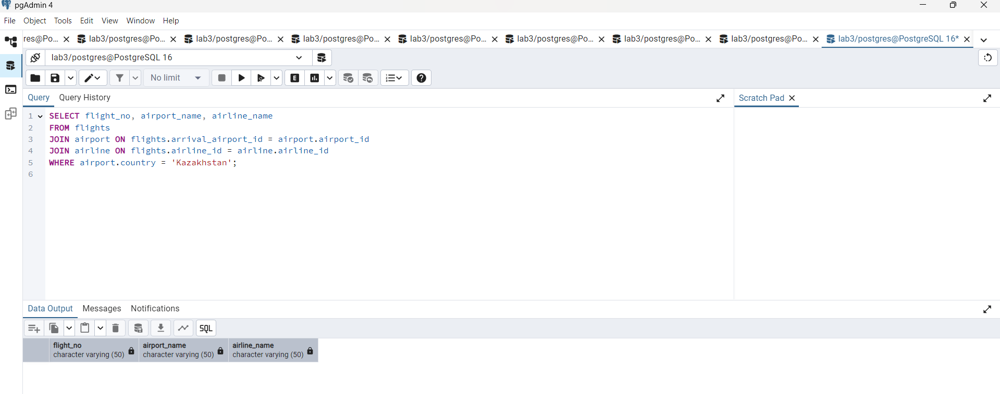 pgAdmin 4
File Object Tools Edit View Window Help
res@Po... lab3/postgres@Po... lab3/postgres@Po... lab3/postgres@Po... lab3/postgres@Po... lab3/postgres@Po... lab3/postgres@Po... lab3/postgres@Po... lab3/postgres@PostgreSQL 16*
lab3/postgres@PostgreSQL 16
No limit E
Query Query History Scratch Pad
1 SELECT flight_no, airport_name, airline_name
2 FROM flights
3 JOIN airport ON flights.arrival_airport_id = airport.airport_id
4 JOIN airline ON flights.airline_id = airline.airline_id
5 WHERE airport.country = 'Kazakhstan';
6
Data Output Messages Notifications
SQL
flight_no airport_name airline_name
character varying (50) character varying (50) character varying (50)